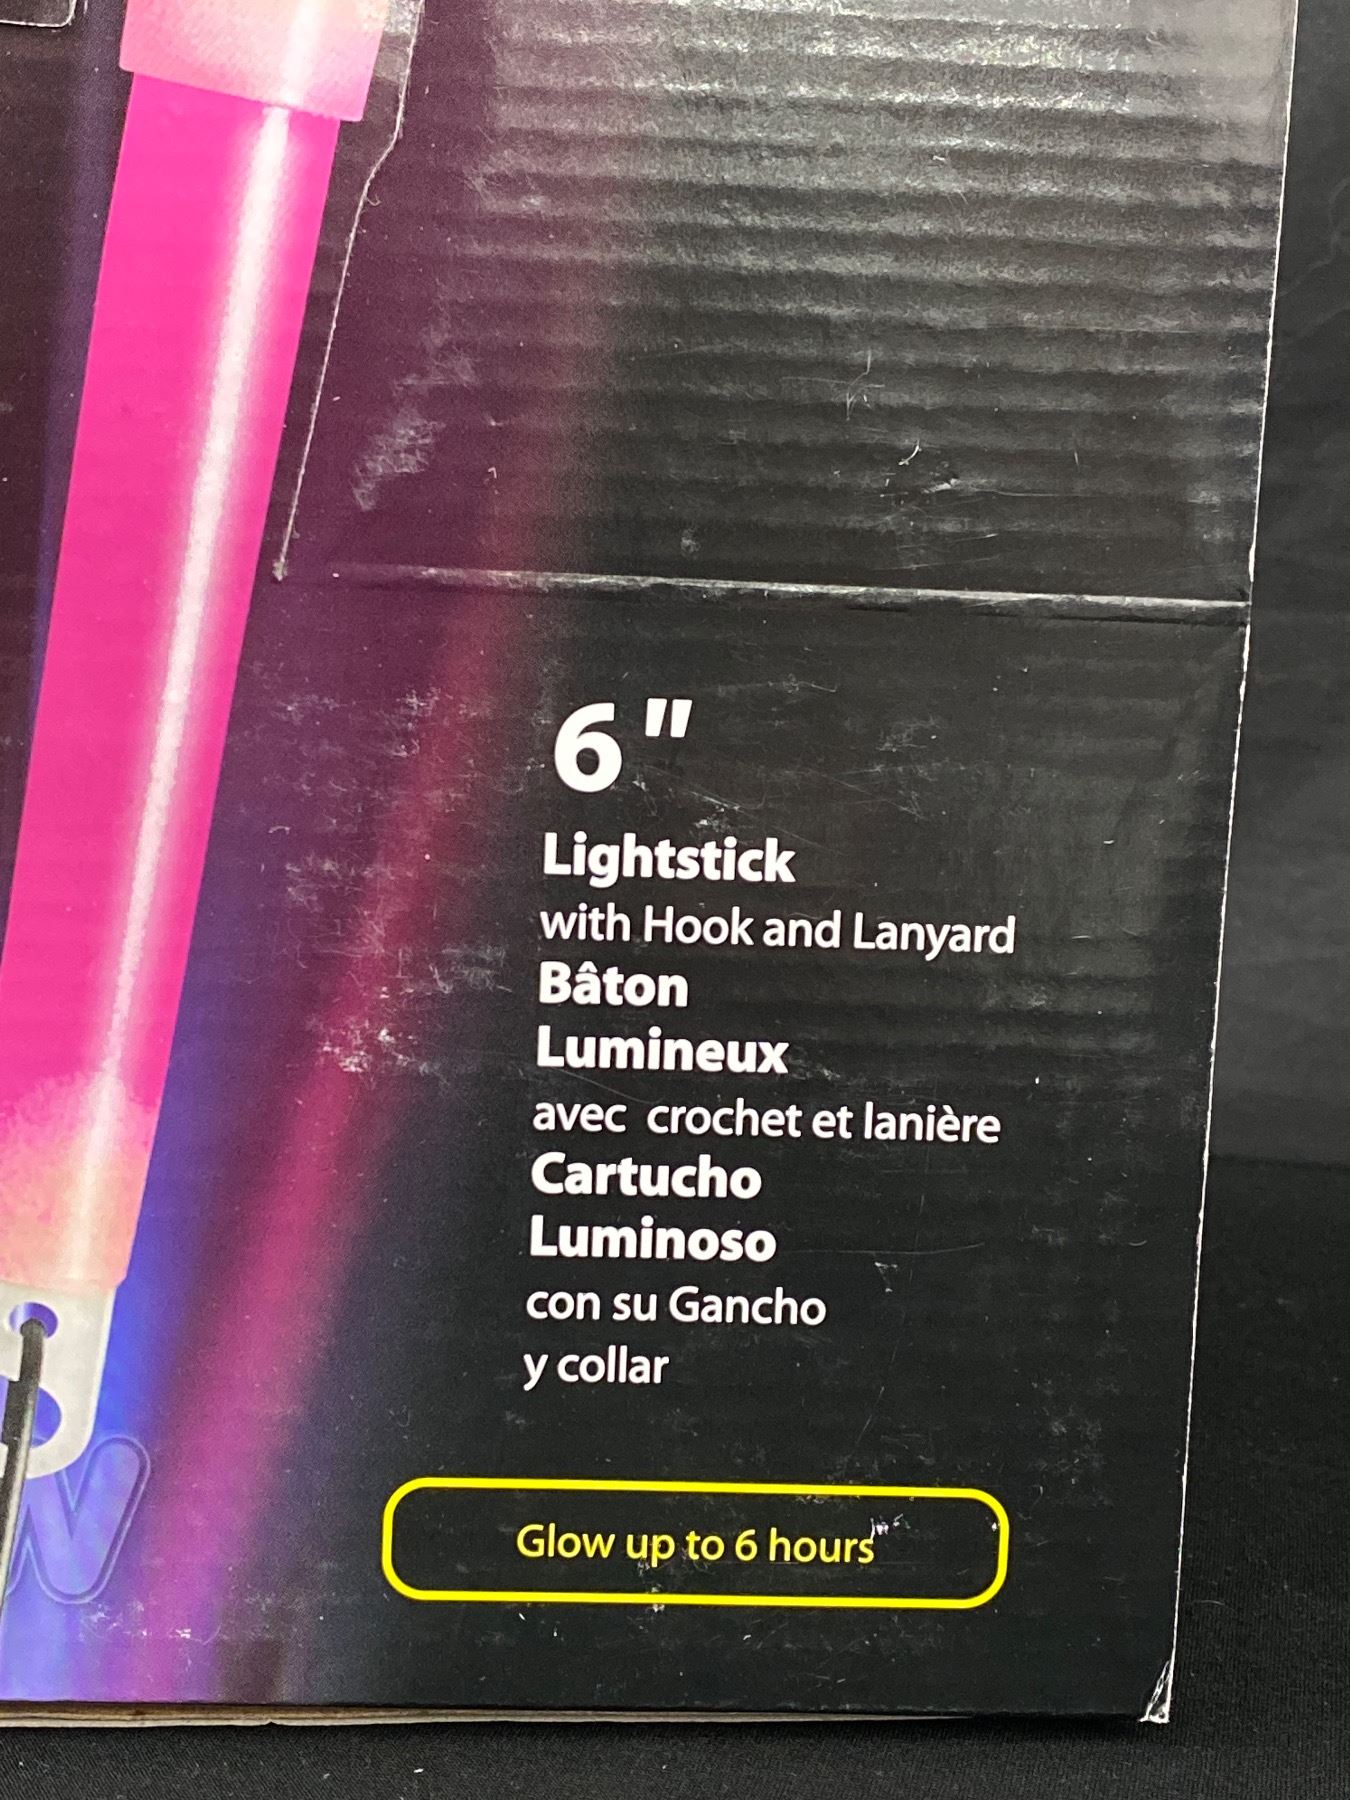 6"
Lightstick
with Hook and Lanyard
Bâton
Lumineux
avec crochet et lanière
Cartucho
Luminoso
con su Gancho
y collar
Glow up to 6 hours